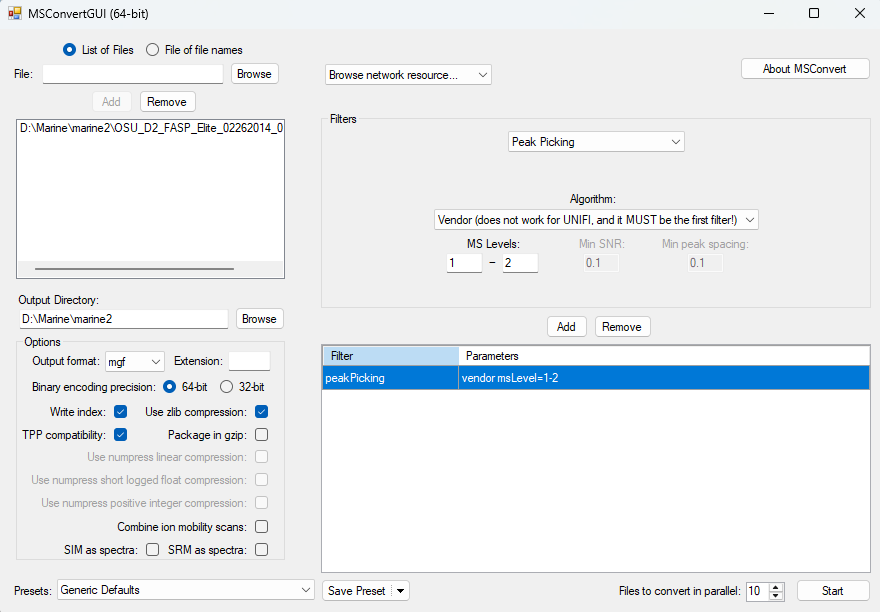 MSConvertGUI (64-bit)
List of Files
File of file names
File:
Browse
Browse network resource...
About MSConvert
Add
Remove
D:\Marine\marine2\OSU_D2_FASP_Elite_02262014_0
Filters
Peak Picking
Algorithm:
Vendor (does not work for UNIFI, and it MUST be the first filter!)
MS Levels:
Min SNR:
Min peak spacing:
1 – 2
0.1
0.1
Output Directory:
D:\Marine\marine2
Browse
Add
Remove
Options
Output format: mgf
Extension:
Binary encoding precision: 64-bit 32-bit
Write index:
Use zlib compression:
TPP compatibility:
Package in gzip:
Use numpress linear compression:
Use numpress short logged float compression:
Use numpress positive integer compression:
Combine ion mobility scans:
SIM as spectra:
SRM as spectra:
Filter Parameters
peakPicking vendor msLevel=1-2
Presets: Generic Defaults
Save Preset
Files to convert in parallel: 10
Start